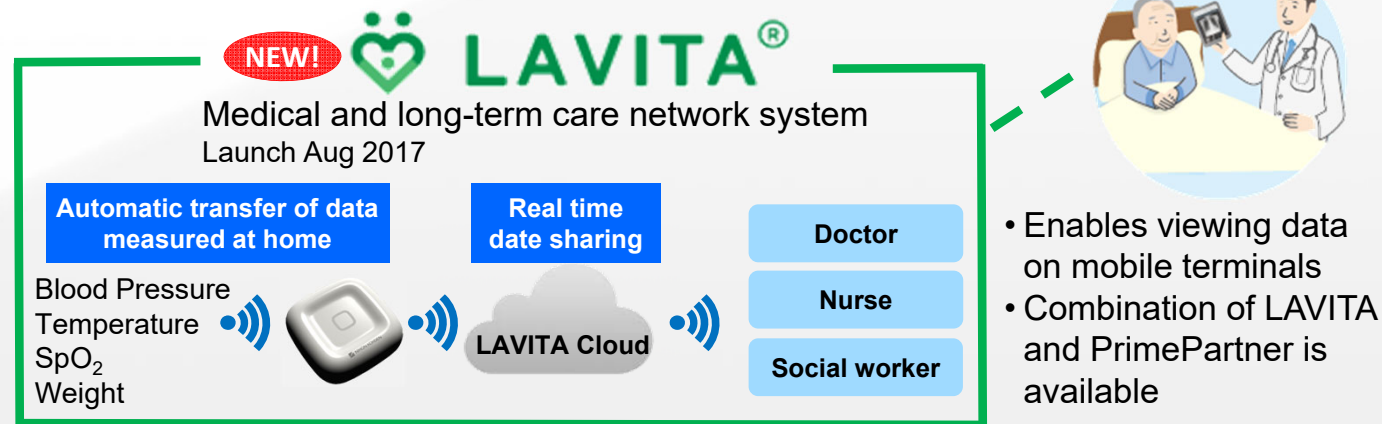 NEW!
LAVITA®
Medical and long-term care network system
Launch Aug 2017
Automatic transfer of data
measured at home
Real time
date sharing
Blood Pressure
Temperature
SpO₂
Weight
LAVITA Cloud
Doctor
Nurse
Social worker
• Enables viewing data
on mobile terminals
• Combination of LAVITA
and PrimePartner is
available